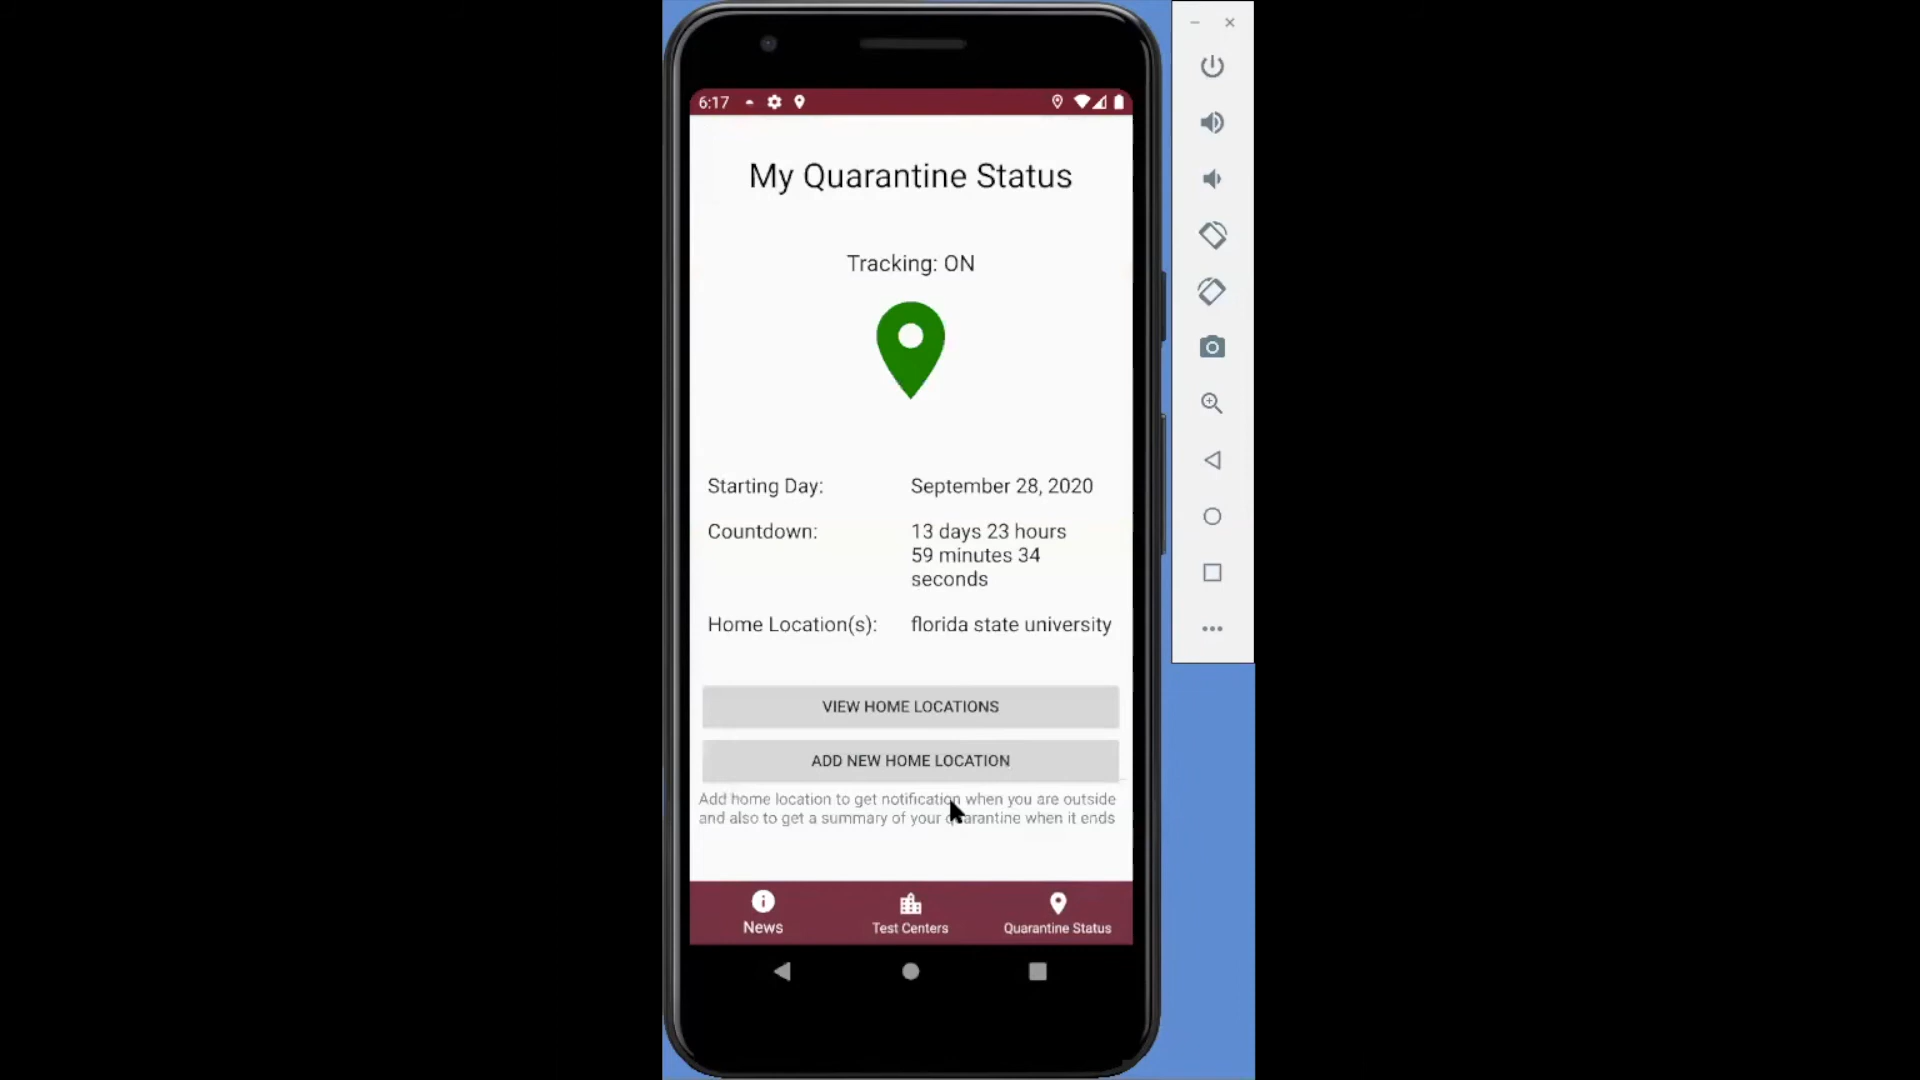 6:17
My Quarantine Status
Tracking: ON
Starting Day: September 28, 2020
Countdown: 13 days 23 hours
59 minutes 34
seconds
Home Location(s): florida state university
VIEW HOME LOCATIONS
ADD NEW HOME LOCATION
Add home location to get notification when you are outside
and also to get a summary of your quarantine when it ends
News
Test Centers
Quarantine Status